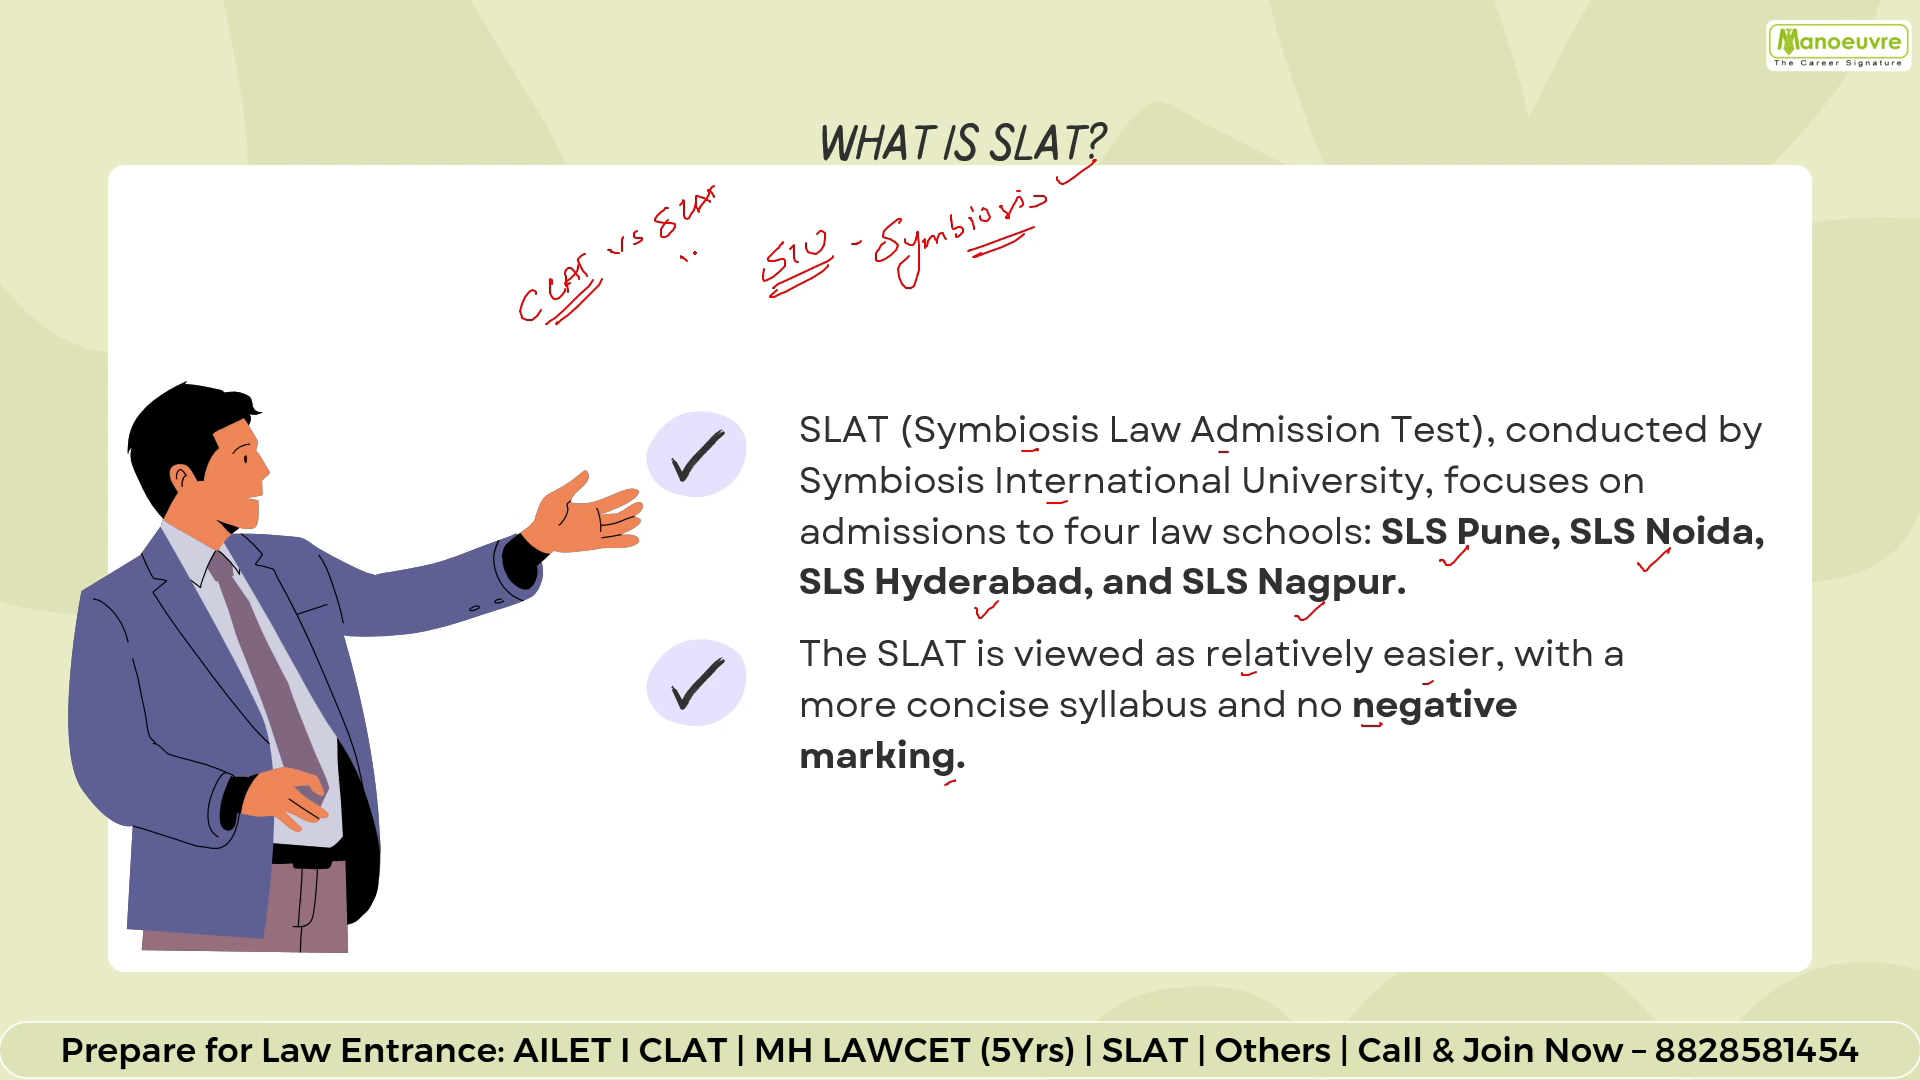 Manoeuvre
The Career Signature
WHAT IS SLAT?
CLAT vs SLAT
SIU - Symbiosis
SLAT (Symbiosis Law Admission Test), conducted by
Symbiosis International University, focuses on
admissions to four law schools: SLS Pune, SLS Noida,
SLS Hyderabad, and SLS Nagpur.
The SLAT is viewed as relatively easier, with a
more concise syllabus and no negative
marking.
Prepare for Law Entrance: AILET I CLAT | MH LAWCET (5Yrs) | SLAT | Others | Call & Join Now – 8828581454